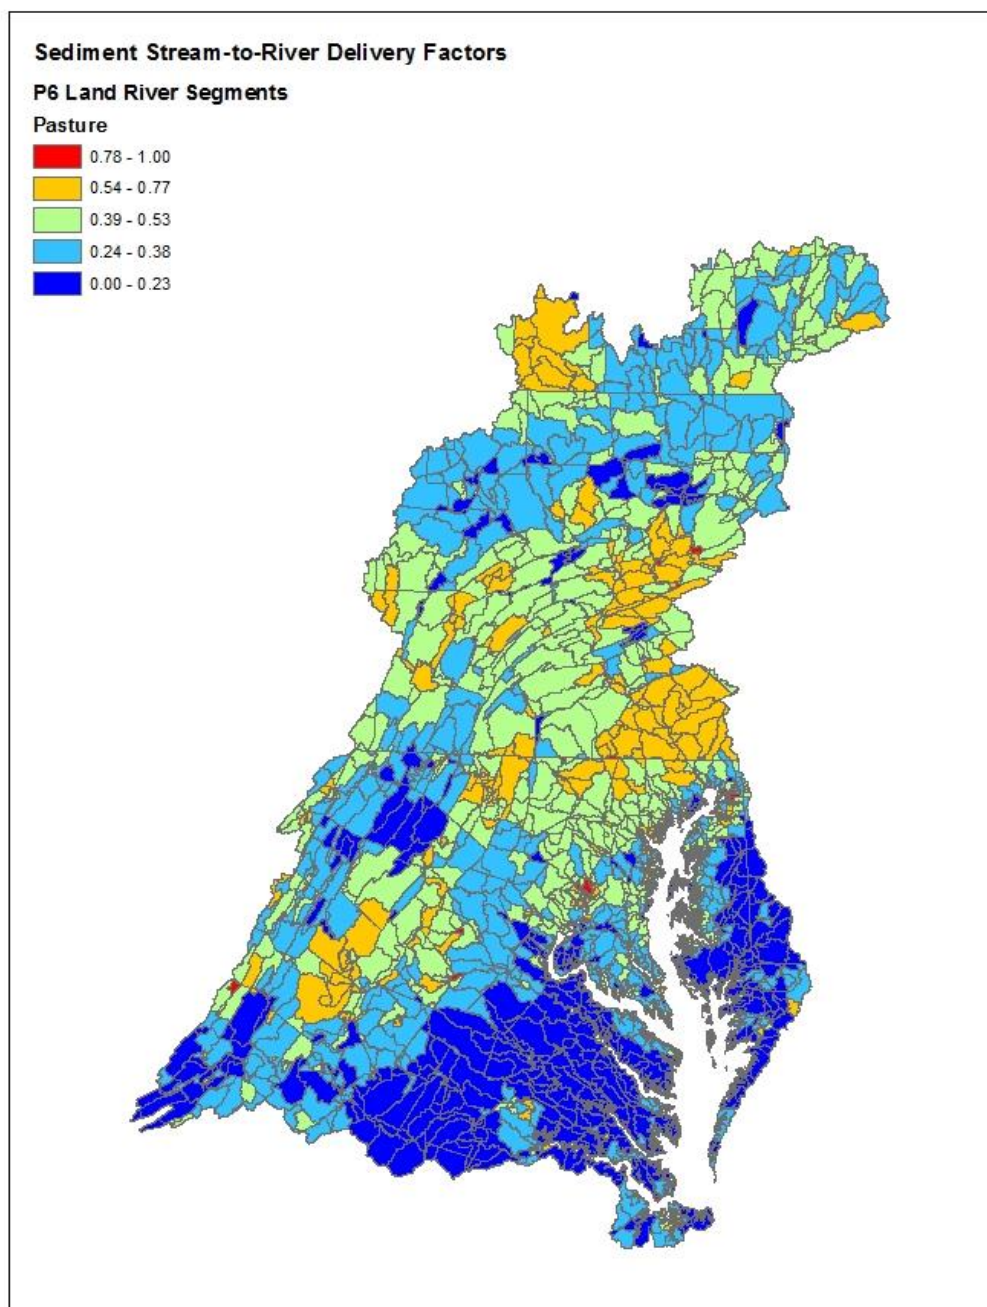 Sediment Stream-to-River Delivery Factors
P6 Land River Segments
Pasture
0.78 - 1.00
0.54 - 0.77
0.39 - 0.53
0.24 - 0.38
0.00 - 0.23